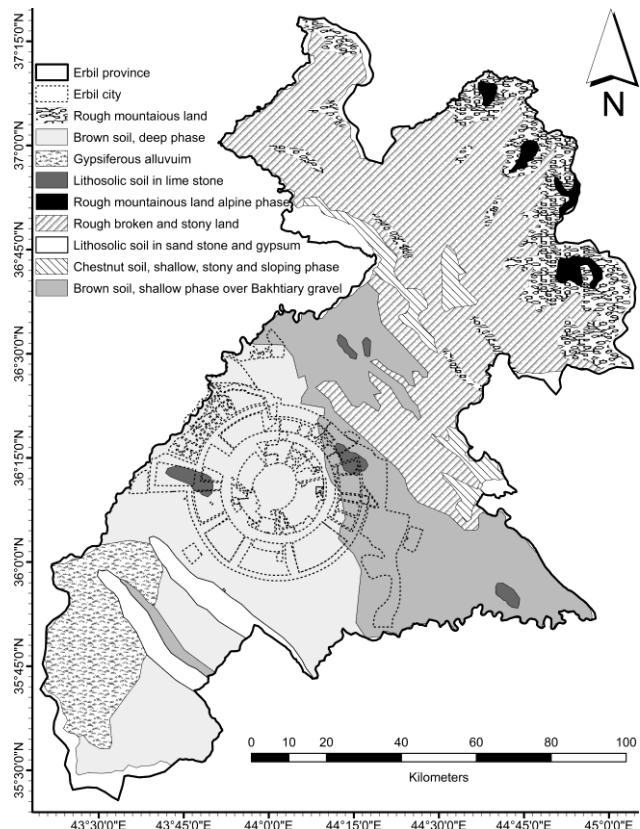 37°15'0"N
37°0'0"N
36°45'0"N
36°30'0"N
36°15'0"N
36°0'0"N
35°45'0"N
35°30'0"N
N
Erbil province
Erbil city
Rough mountaious land
Brown soil, deep phase
Gypsiferous alluvuim
Lithosolic soil in lime stone
Rough mountainous land alpine phase
Rough broken and stony land
Lithosolic soil in sand stone and gypsum
Chestnut soil, shallow, stony and sloping phase
Brown soil, shallow phase over Bakhtiary gravel
0 10 20 40 60 80 100
Kilometers
43°30'0"E 43°45'0"E 44°0'0"E 44°15'0"E 44°30'0"E 44°45'0"E 45°0'0"E